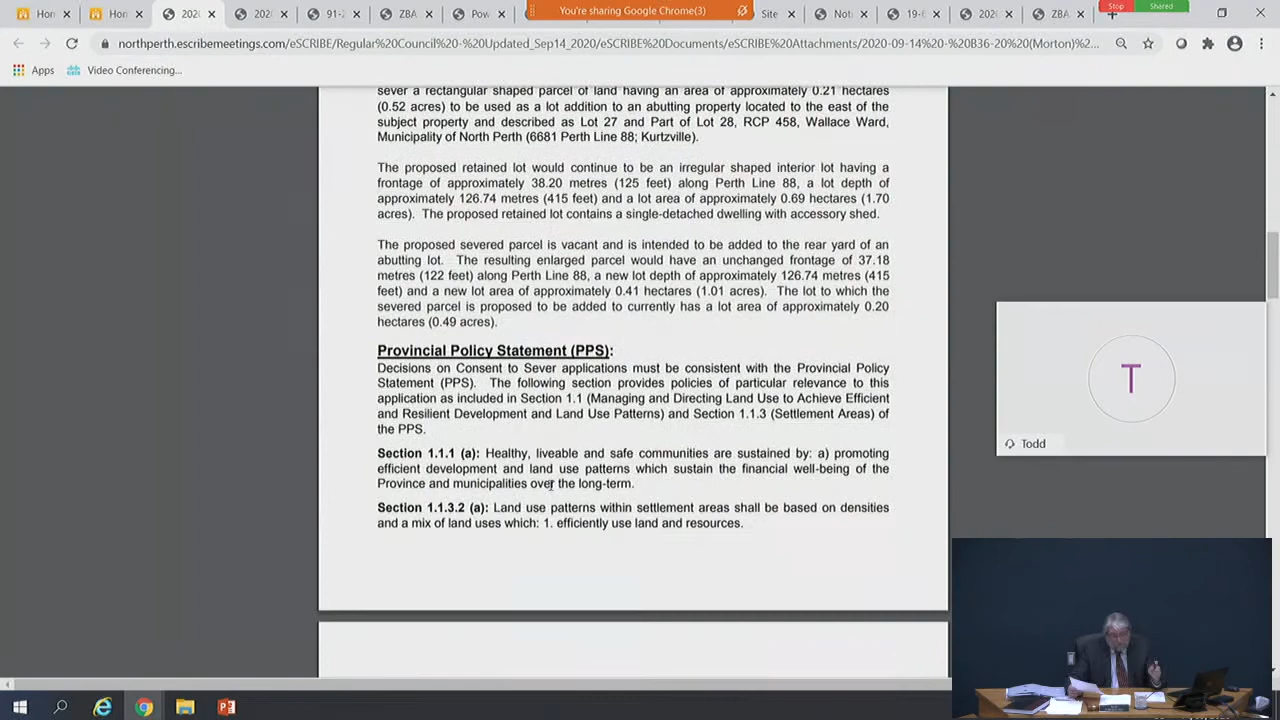 Hor
Hor
202
202
91-2
ZBA
Pow
You're sharing Google Chrome(3)
Site
Noti
19-6
202
ZBA
Stop
Shared
northperth.escribemeetings.com/eSCRIBE/Regular%20Council%20-%20Updated_Sep14_2020/eSCRIBE%20Documents/eSCRIBE%20Attachments/2020-09-14%20-%20B36-20%20(Morton)%2...
Apps
Video Conferencing...
sever a rectangular shaped parcel of land having an area of approximately 0.21 hectares
(0.52 acres) to be used as a lot addition to an abutting property located to the east of the
subject property and described as Lot 27 and Part of Lot 28, RCP 458, Wallace Ward,
Municipality of North Perth (6681 Perth Line 88; Kurtzville).
The proposed retained lot would continue to be an irregular shaped interior lot having a
frontage of approximately 38.20 metres (125 feet) along Perth Line 88, a lot depth of
approximately 126.74 metres (415 feet) and a lot area of approximately 0.69 hectares (1.70
acres). The proposed retained lot contains a single-detached dwelling with accessory shed.
The proposed severed parcel is vacant and is intended to be added to the rear yard of an
abutting lot. The resulting enlarged parcel would have an unchanged frontage of 37.18
metres (122 feet) along Perth Line 88, a new lot depth of approximately 126.74 metres (415
feet) and a new lot area of approximately 0.41 hectares (1.01 acres). The lot to which the
severed parcel is proposed to be added to currently has a lot area of approximately 0.20
hectares (0.49 acres).
Provincial Policy Statement (PPS):
Decisions on Consent to Sever applications must be consistent with the Provincial Policy
Statement (PPS). The following section provides policies of particular relevance to this
application as included in Section 1.1 (Managing and Directing Land Use to Achieve Efficient
and Resilient Development and Land Use Patterns) and Section 1.1.3 (Settlement Areas) of
the PPS.
Section 1.1.1 (a): Healthy, liveable and safe communities are sustained by: a) promoting
efficient development and land use patterns which sustain the financial well-being of the
Province and municipalities over the long-term.
Section 1.1.3.2 (a): Land use patterns within settlement areas shall be based on densities
and a mix of land uses which: 1. efficiently use land and resources.
T
Todd